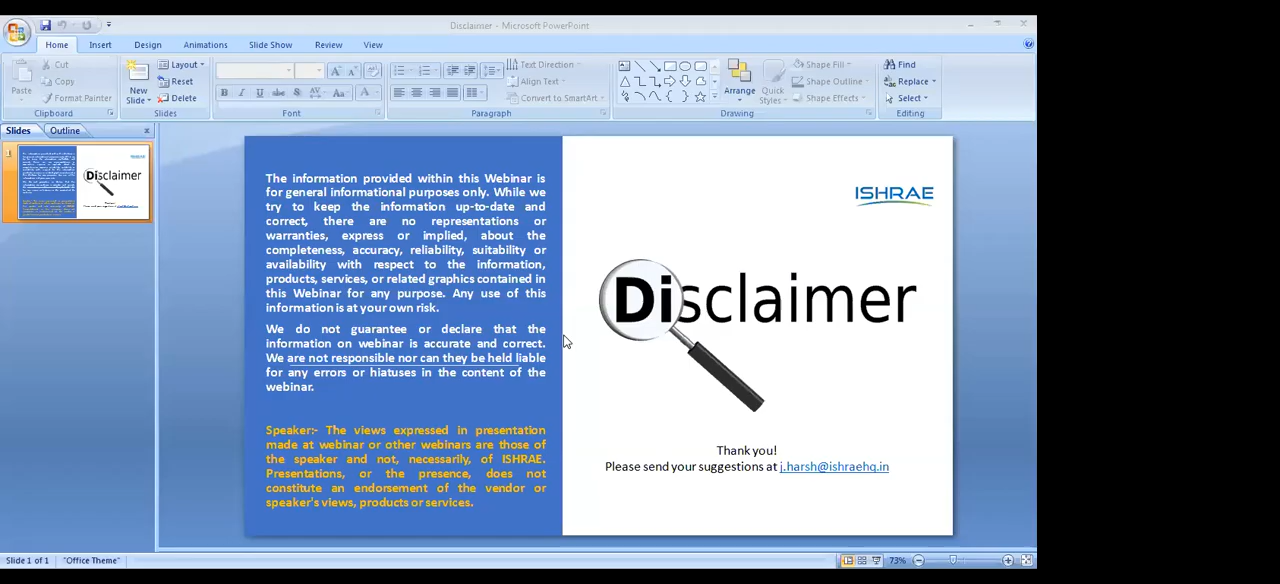 Disclaimer - Microsoft PowerPoint
Home Insert Design Animations Slide Show Review View
Cut
Copy
Format Painter
Paste
Clipboard
New
Slide
Layout
Reset
Delete
Slides
B I U abc S AV Aa A
Font
Text Direction
Align Text
Convert to SmartArt
Paragraph
Arrange
Quick
Styles
Shape Fill
Shape Outline
Shape Effects
Drawing
Find
Replace
Select
Editing
Slides Outline
1
Disclaimer
The information provided within this Webinar is
for general informational purposes only. While we
try to keep the information up-to-date and
correct, there are no representations or
warranties, express or implied, about the
completeness, accuracy, reliability, suitability or
availability with respect to the information,
products, services, or related graphics contained in
this Webinar for any purpose. Any use of this
information is at your own risk.
We do not guarantee or declare that the
information on webinar is accurate and correct.
We are not responsible nor can they be held liable
for any errors or hiatuses in the content of the
webinar.
Speaker:- The views expressed in presentation
made at webinar or other webinars are those of
the speaker and not, necessarily, of ISHRAE.
Presentations, or the presence, does not
constitute an endorsement of the vendor or
speaker's views, products or services.
ISHRAE
Disclaimer
Thank you!
Please send your suggestions at j.harsh@ishraehq.in
Slide 1 of 1 "Office Theme" 73%